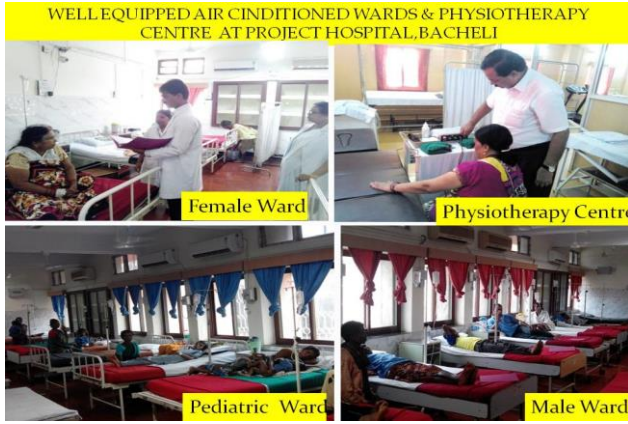 WELL EQUIPPED AIR CINDITIONED WARDS & PHYSIOTHERAPY
CENTRE AT PROJECT HOSPITAL,BACHELI
Female Ward
Physiotherapy Centre
Pediatric Ward
Male Ward